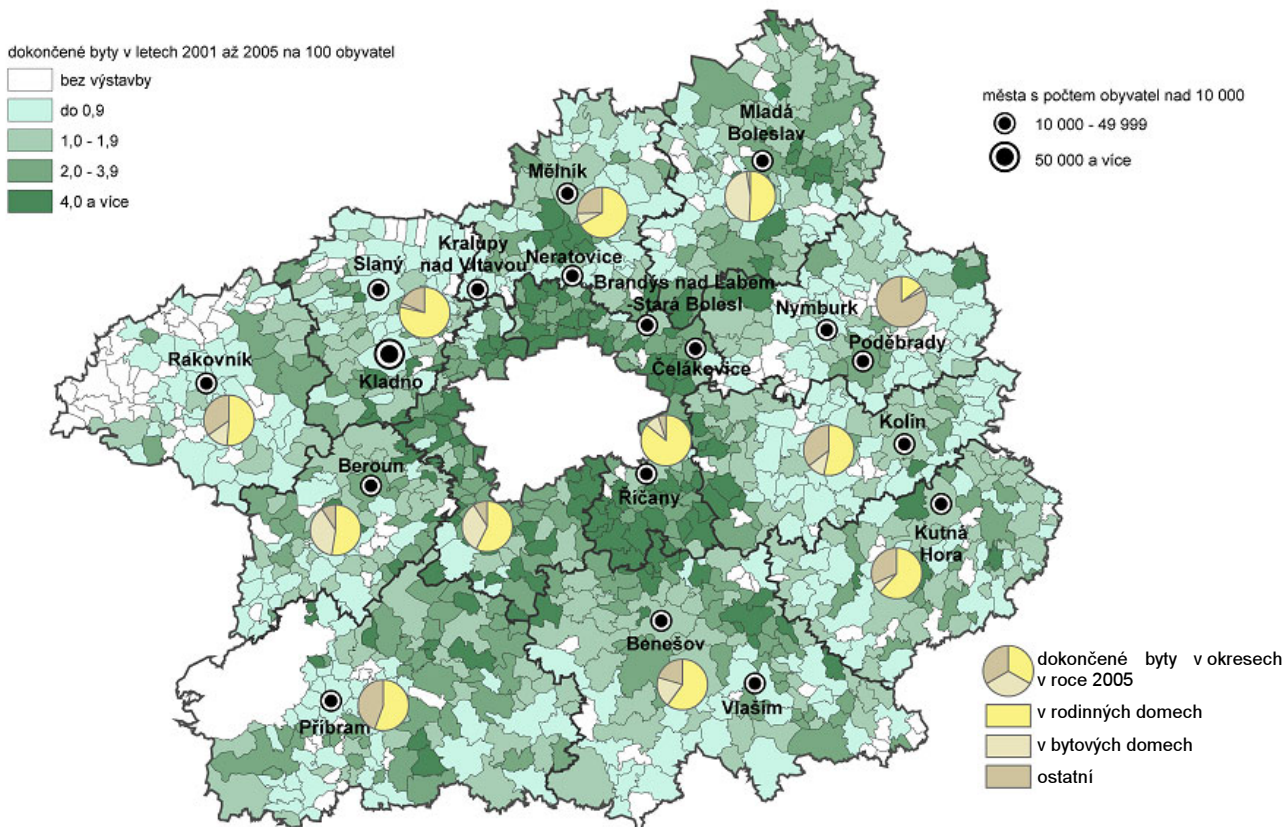 dokončené byty v letech 2001 až 2005 na 100 obyvatel
bez výstavby
do 0,9
1,0 - 1,9
2,0 - 3,9
4,0 a více
města s počtem obyvatel nad 10 000
10 000 - 49 999
50 000 a více
Mladá
Boleslav
Mělník
Kralupy
nad Vltavou
Slaný
Neratovice
Brandýs nad Labem
-Stará Bolesl
Nymburk
Poděbrady
Čelákovice
Rakovník
Kladno
Kolín
Beroun
Říčany
Kutná
Hora
Benešov
Vlašim
Příbram
dokončené byty v okresech
v roce 2005
v rodinných domech
v bytových domech
ostatní